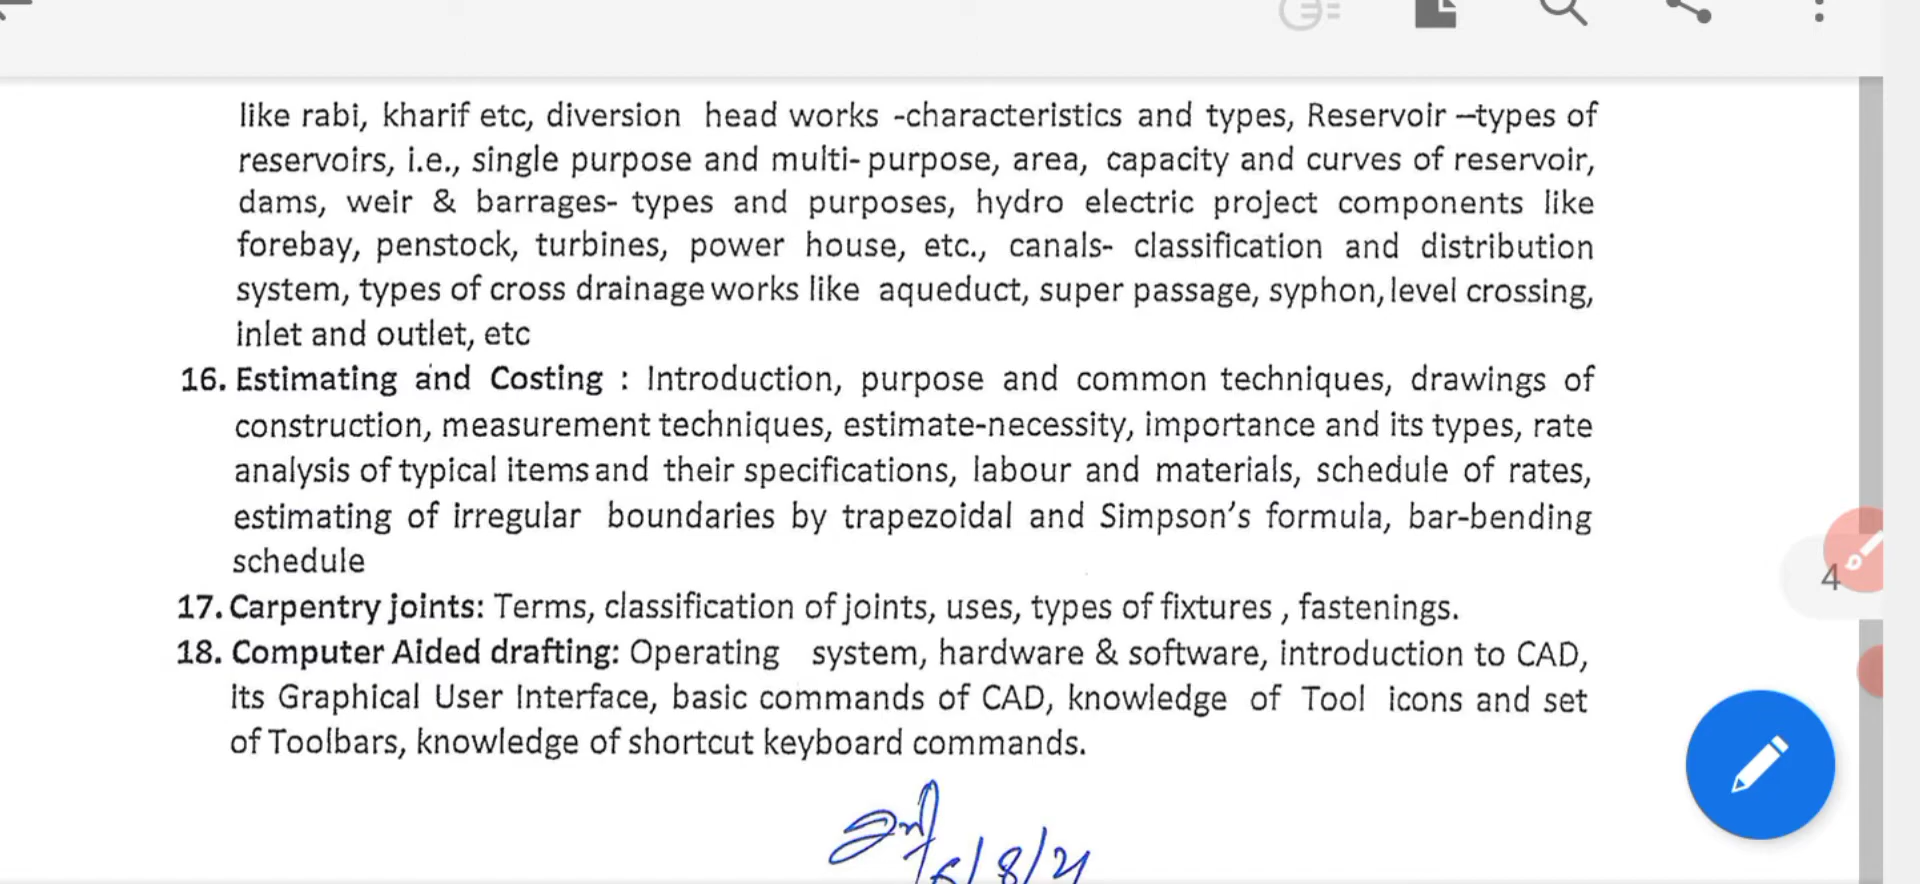 like rabi, kharif etc, diversion head works -characteristics and types, Reservoir –types of
reservoirs, i.e., single purpose and multi- purpose, area, capacity and curves of reservoir,
dams, weir & barrages- types and purposes, hydro electric project components like
forebay, penstock, turbines, power house, etc., canals- classification and distribution
system, types of cross drainage works like aqueduct, super passage, syphon, level crossing,
inlet and outlet, etc
16. Estimating and Costing : Introduction, purpose and common techniques, drawings of
construction, measurement techniques, estimate-necessity, importance and its types, rate
analysis of typical items and their specifications, labour and materials, schedule of rates,
estimating of irregular boundaries by trapezoidal and Simpson's formula, bar-bending
schedule
4
17. Carpentry joints: Terms, classification of joints, uses, types of fixtures , fastenings.
18. Computer Aided drafting: Operating system, hardware & software, introduction to CAD,
its Graphical User Interface, basic commands of CAD, knowledge of Tool icons and set
of Toolbars, knowledge of shortcut keyboard commands.